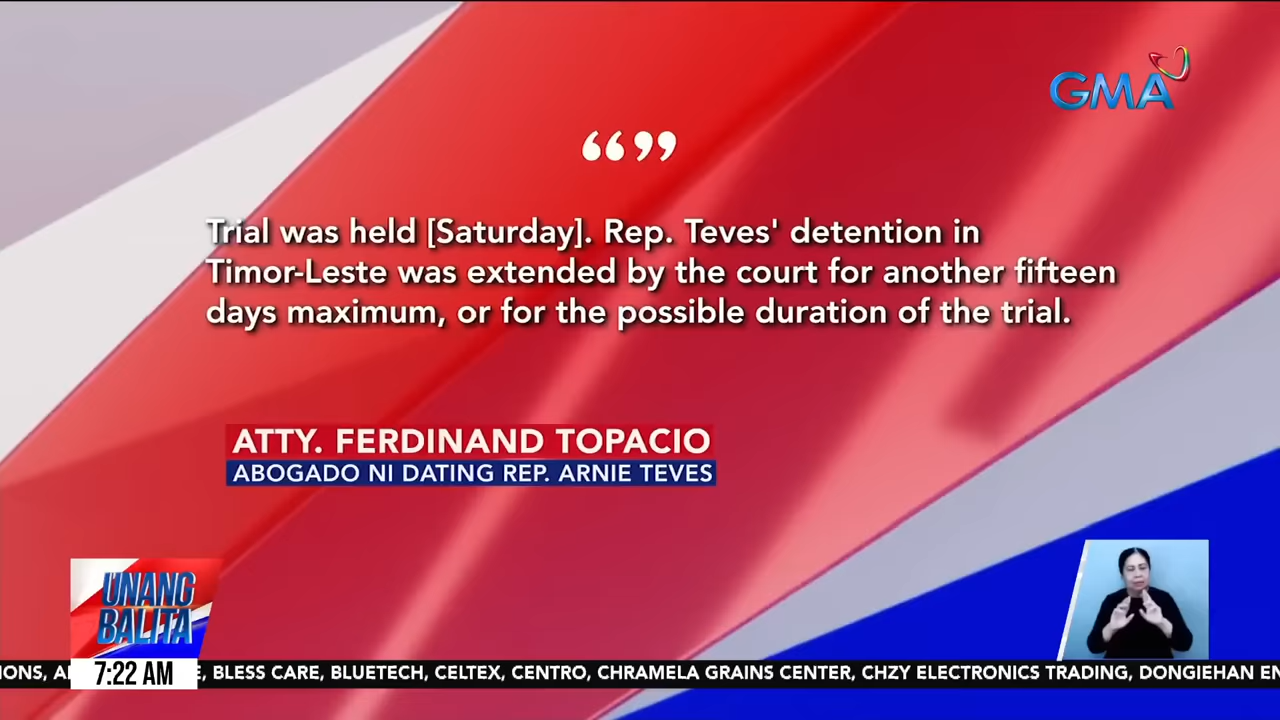 GMA
““ ””
Trial was held [Saturday]. Rep. Teves' detention in
Timor-Leste was extended by the court for another fifteen
days maximum, or for the possible duration of the trial.
ATTY. FERDINAND TOPACIO
ABOGADO NI DATING REP. ARNIE TEVES
UNANG
BALITA
7:22 AM
BLESS CARE, BLUETECH, CELTEX, CENTRO, CHRAMELA GRAINS CENTER, CHZY ELECTRONICS TRADING, DONGIEHAN